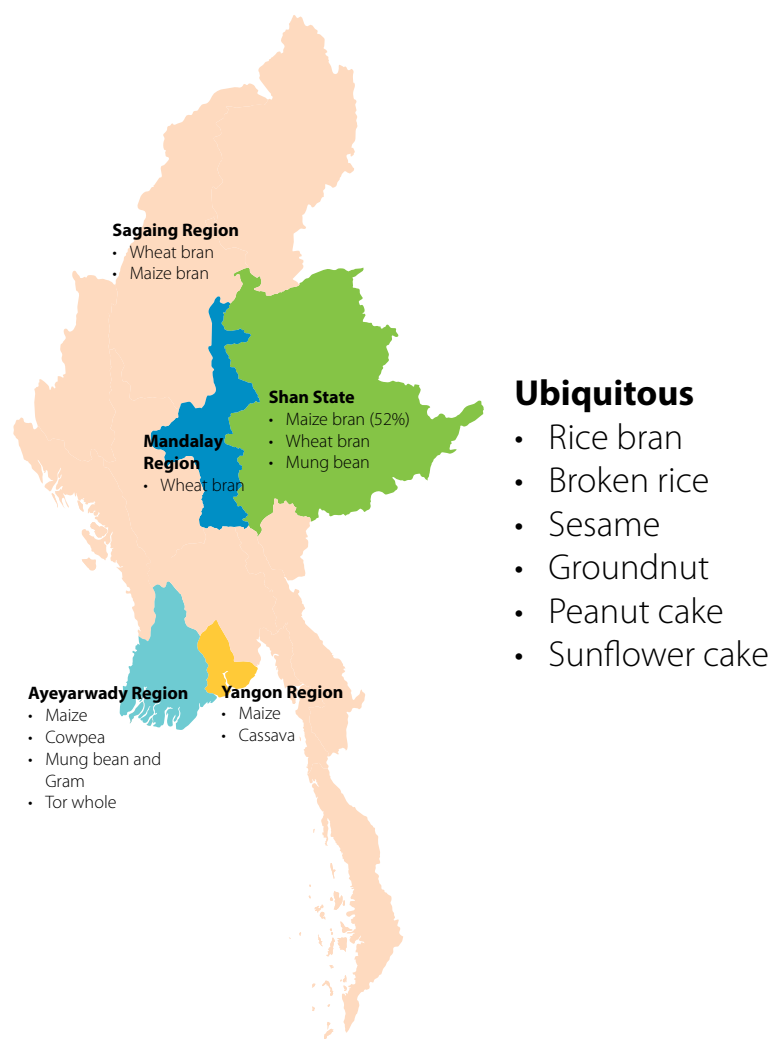 Sagaing Region
• Wheat bran
• Maize bran
Shan State
• Maize bran (52%)
• Wheat bran
• Mung bean
Mandalay
Region
• Wheat bran
Ubiquitous
• Rice bran
• Broken rice
• Sesame
• Groundnut
• Peanut cake
• Sunflower cake
Ayeyarwady Region
• Maize
• Cowpea
• Mung bean and
Gram
• Tor whole
Yangon Region
• Maize
• Cassava